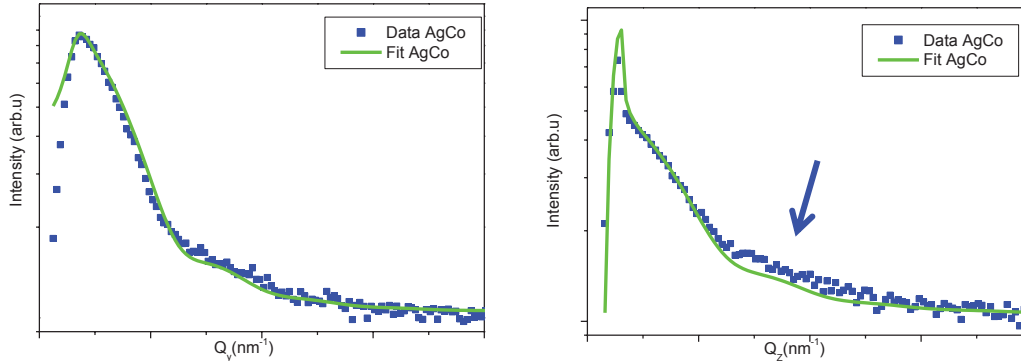 Data AgCo
Fit AgCo
Intensity (arb.u)
Qy(nm-1)
Data AgCo
Fit AgCo
Intensity (arb.u)
QZ(nm-1)